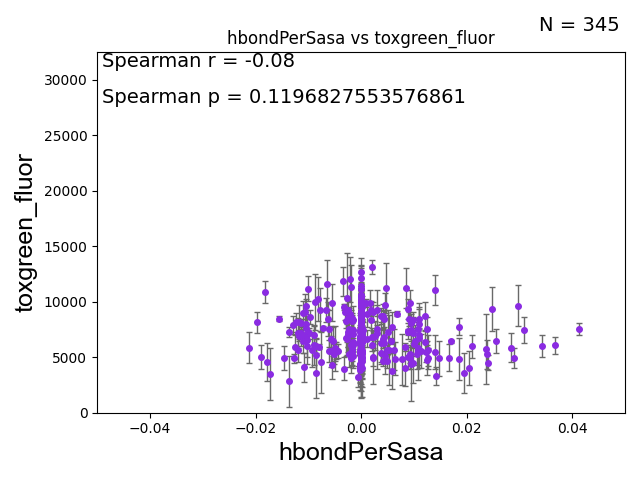 N = 345
hbondPerSasa vs toxgreen_fluor
Spearman r = -0.08
Spearman p = 0.1196827553576861
30000
25000
20000
15000
10000
5000
0
toxgreen_fluor
−0.04 −0.02 0.00 0.02 0.04
hbondPerSasa